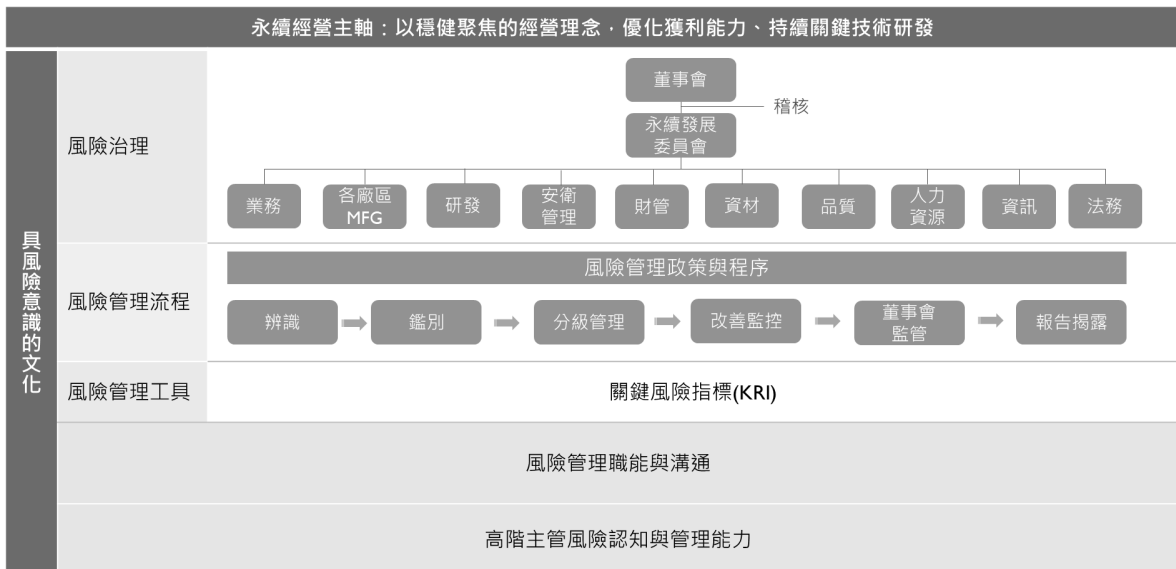 永續經營主軸：以穩健聚焦的經營理念，優化獲利能力、持續關鍵技術研發
具風險意識的文化
風險治理
董事會
稽核
永續發展
委員會
業務
各廠區
MFG
研發
安衛
管理
財管
資材
品質
人力
資源
資訊
法務
風險管理流程
風險管理政策與程序
辨識
鑑別
分級管理
改善監控
董事會
監管
報告揭露
風險管理工具
關鍵風險指標(KRI)
風險管理職能與溝通
高階主管風險認知與管理能力